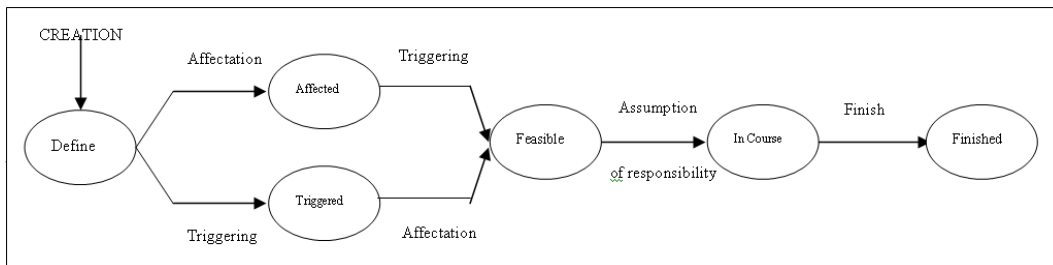 CREATION
Affectation
Triggering
Affected
Define
Feasible
Assumption
of responsibility
In Course
Finish
Finished
Triggered
Triggering
Affectation